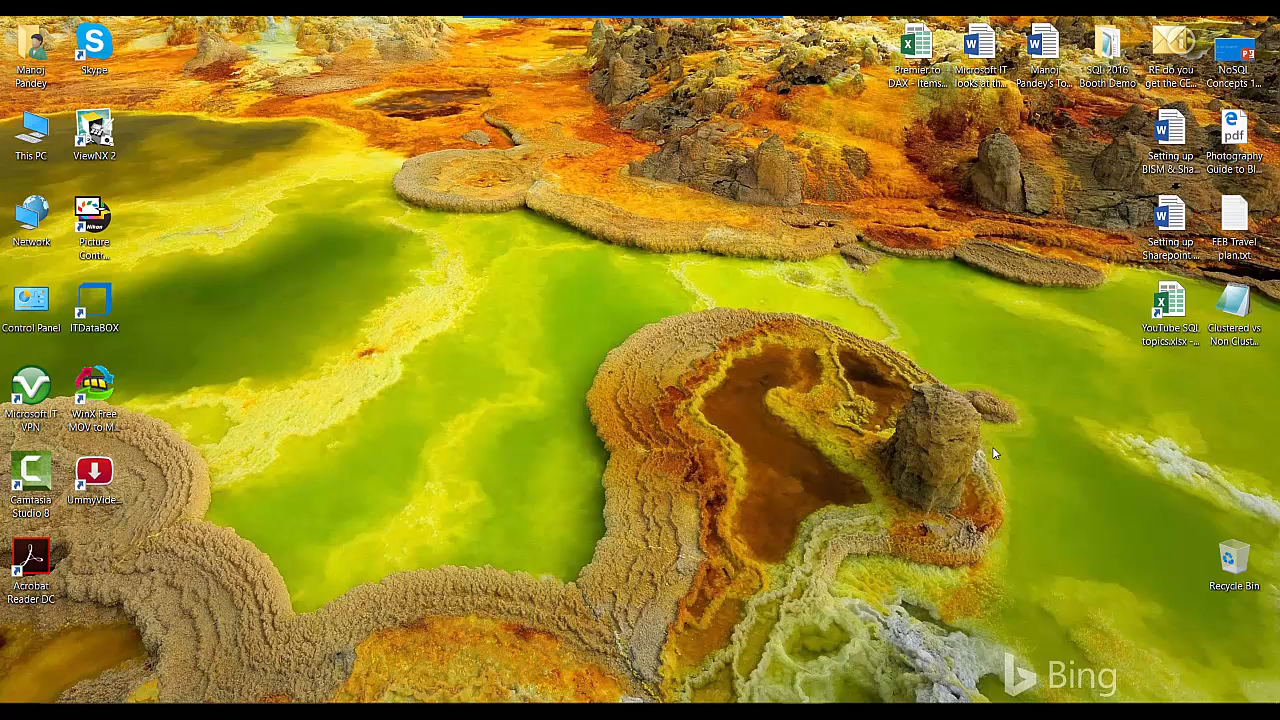 Manoj
Pandey
Skype
This PC
ViewNX 2
Network
Picture
Contr...
Control Panel
ITDataBOX
Microsoft IT
VPN
WinX Free
MOV to M...
Camtasia
Studio 8
UmmyVide...
Acrobat
Reader DC
Premier to
DAX - Items...
Microsoft IT
looks at th...
Manoj
Pandey's To...
SQL 2016
Booth Demo
RE do you
get the CE...
NoSQL
Concepts 1...
Setting up
BISM & Sha...
pdf
Photography
Guide to BI...
Setting up
Sharepoint ...
FEB Travel
plan.txt
YouTube SQL
topics.xlsx -...
Clustered vs
Non Clust...
Recycle Bin
Bing